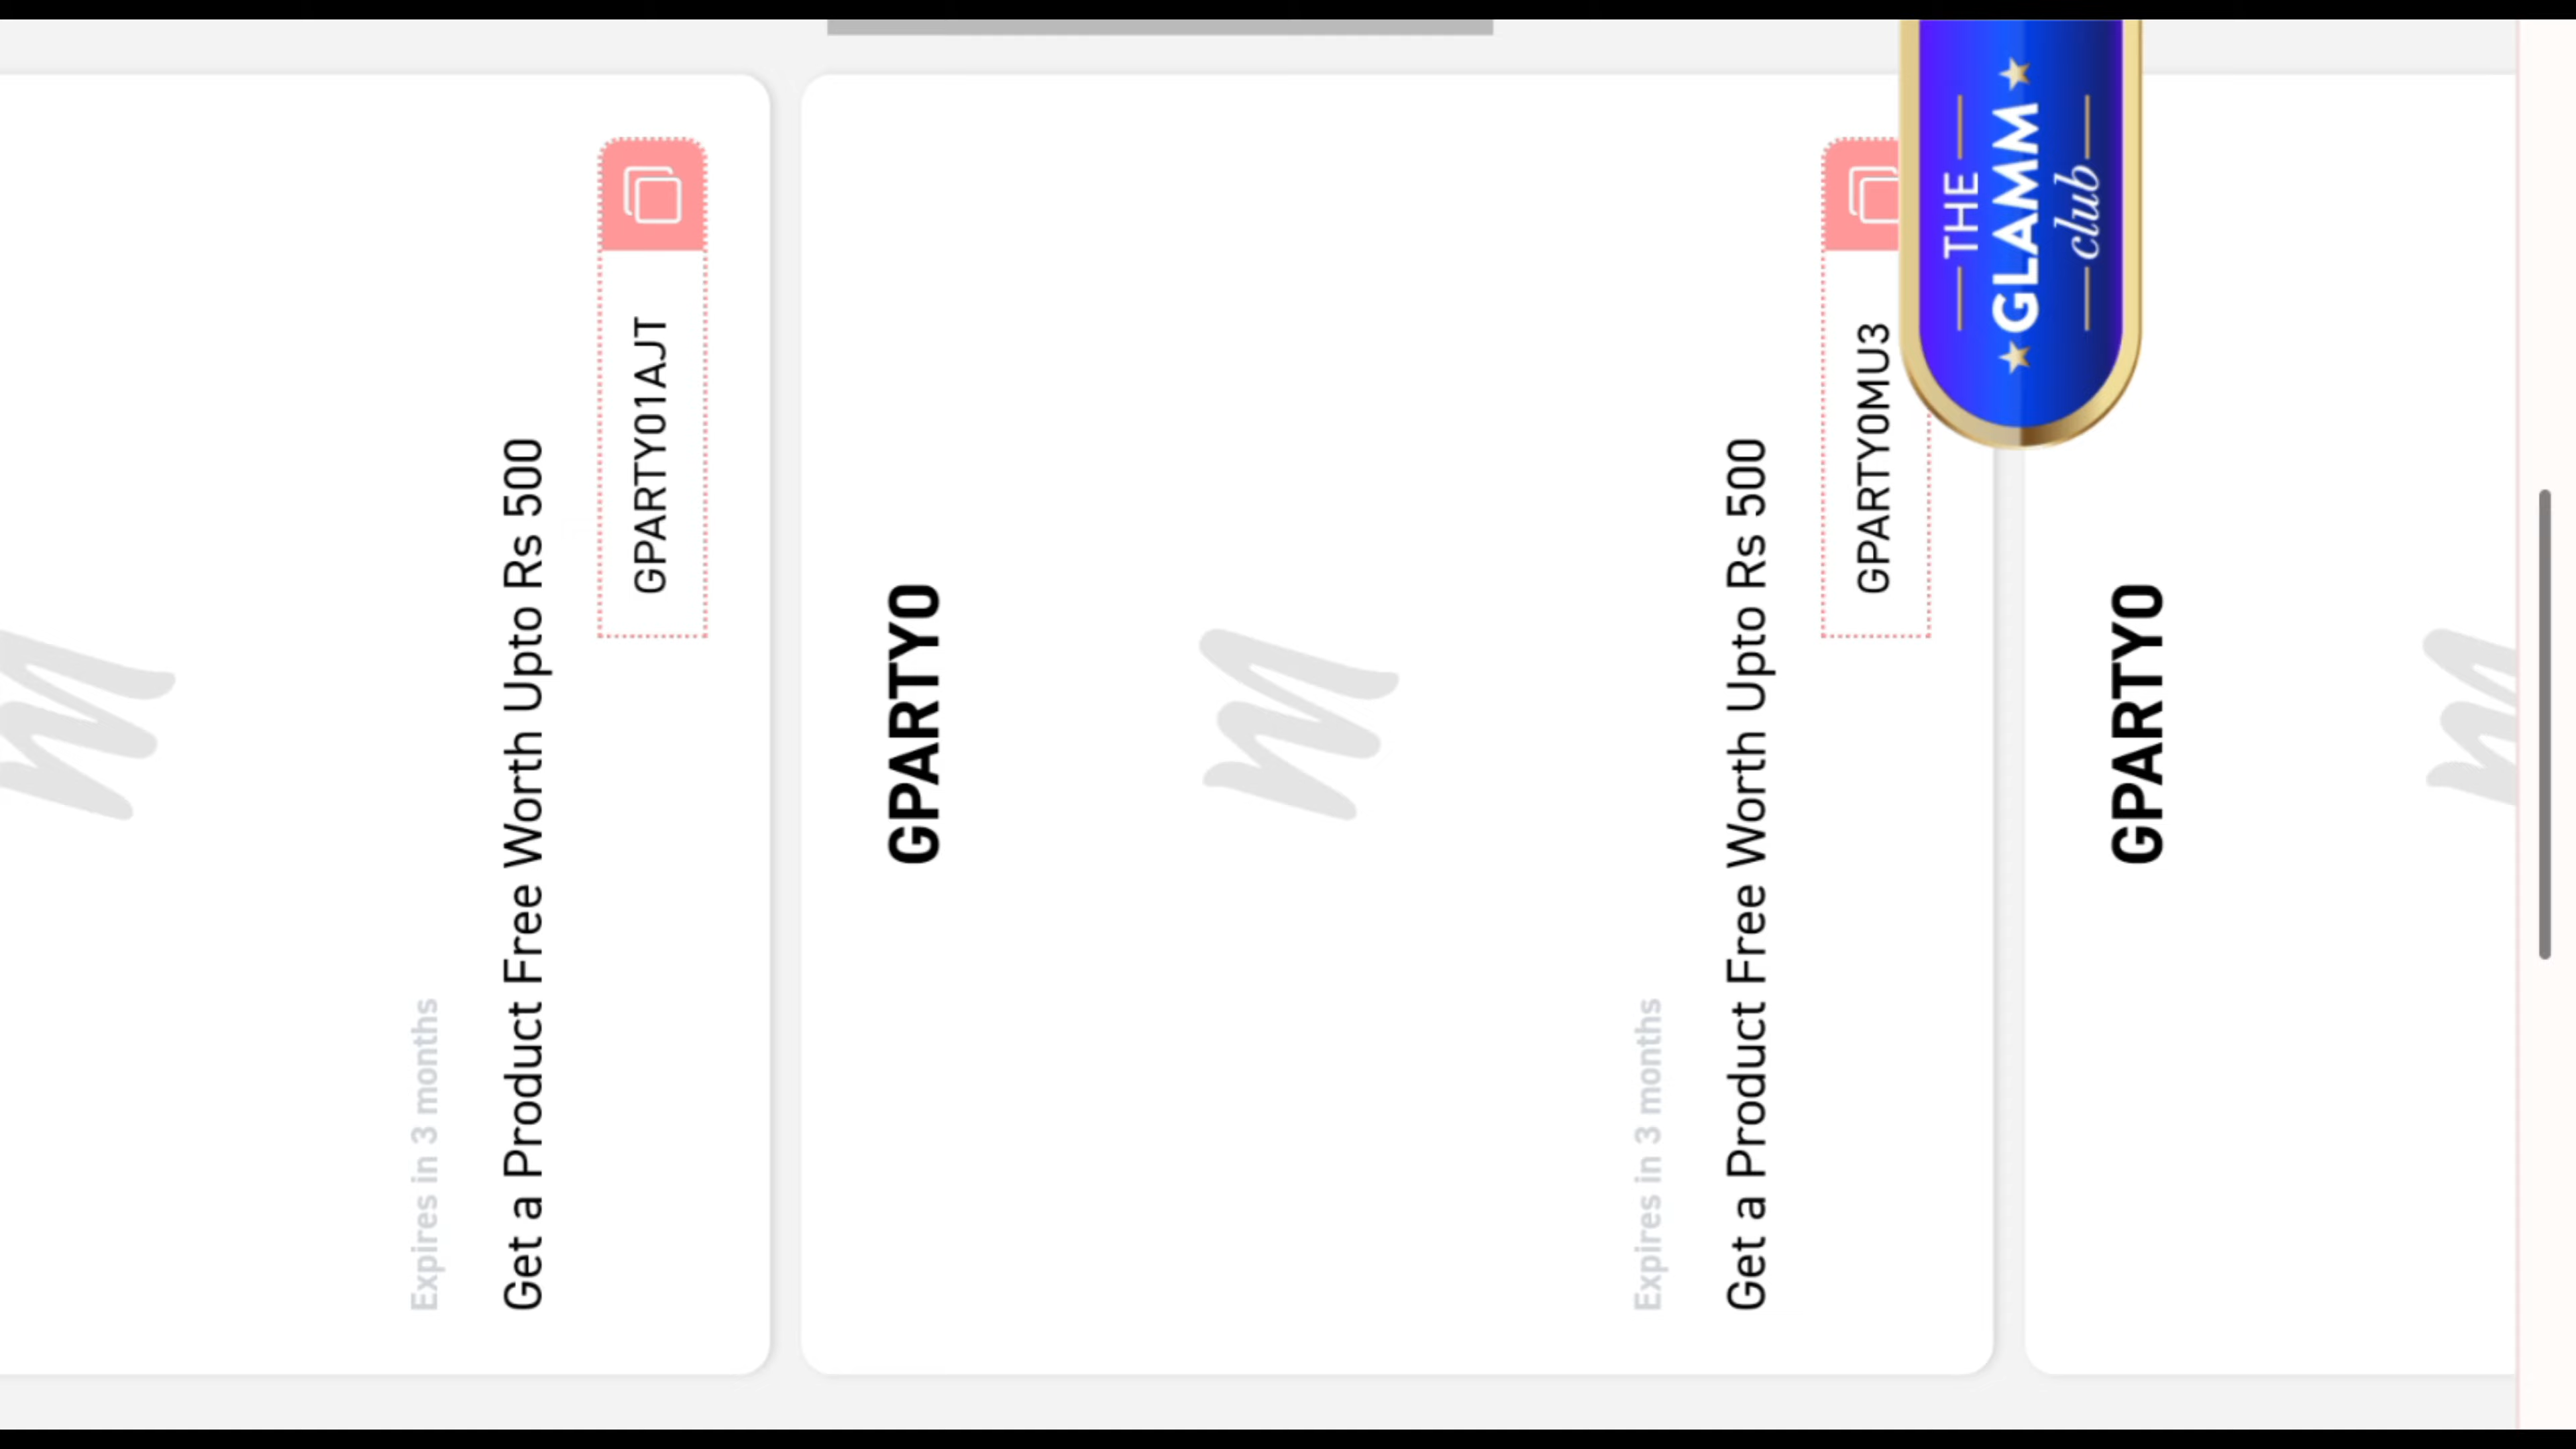 Expires in 3 months
Get a Product Free Worth Upto Rs 500
GPARTY01AJT
GPARTY0
Expires in 3 months
Get a Product Free Worth Upto Rs 500
GPARTY0MU3
THE
GLAMM
club
GPARTY0